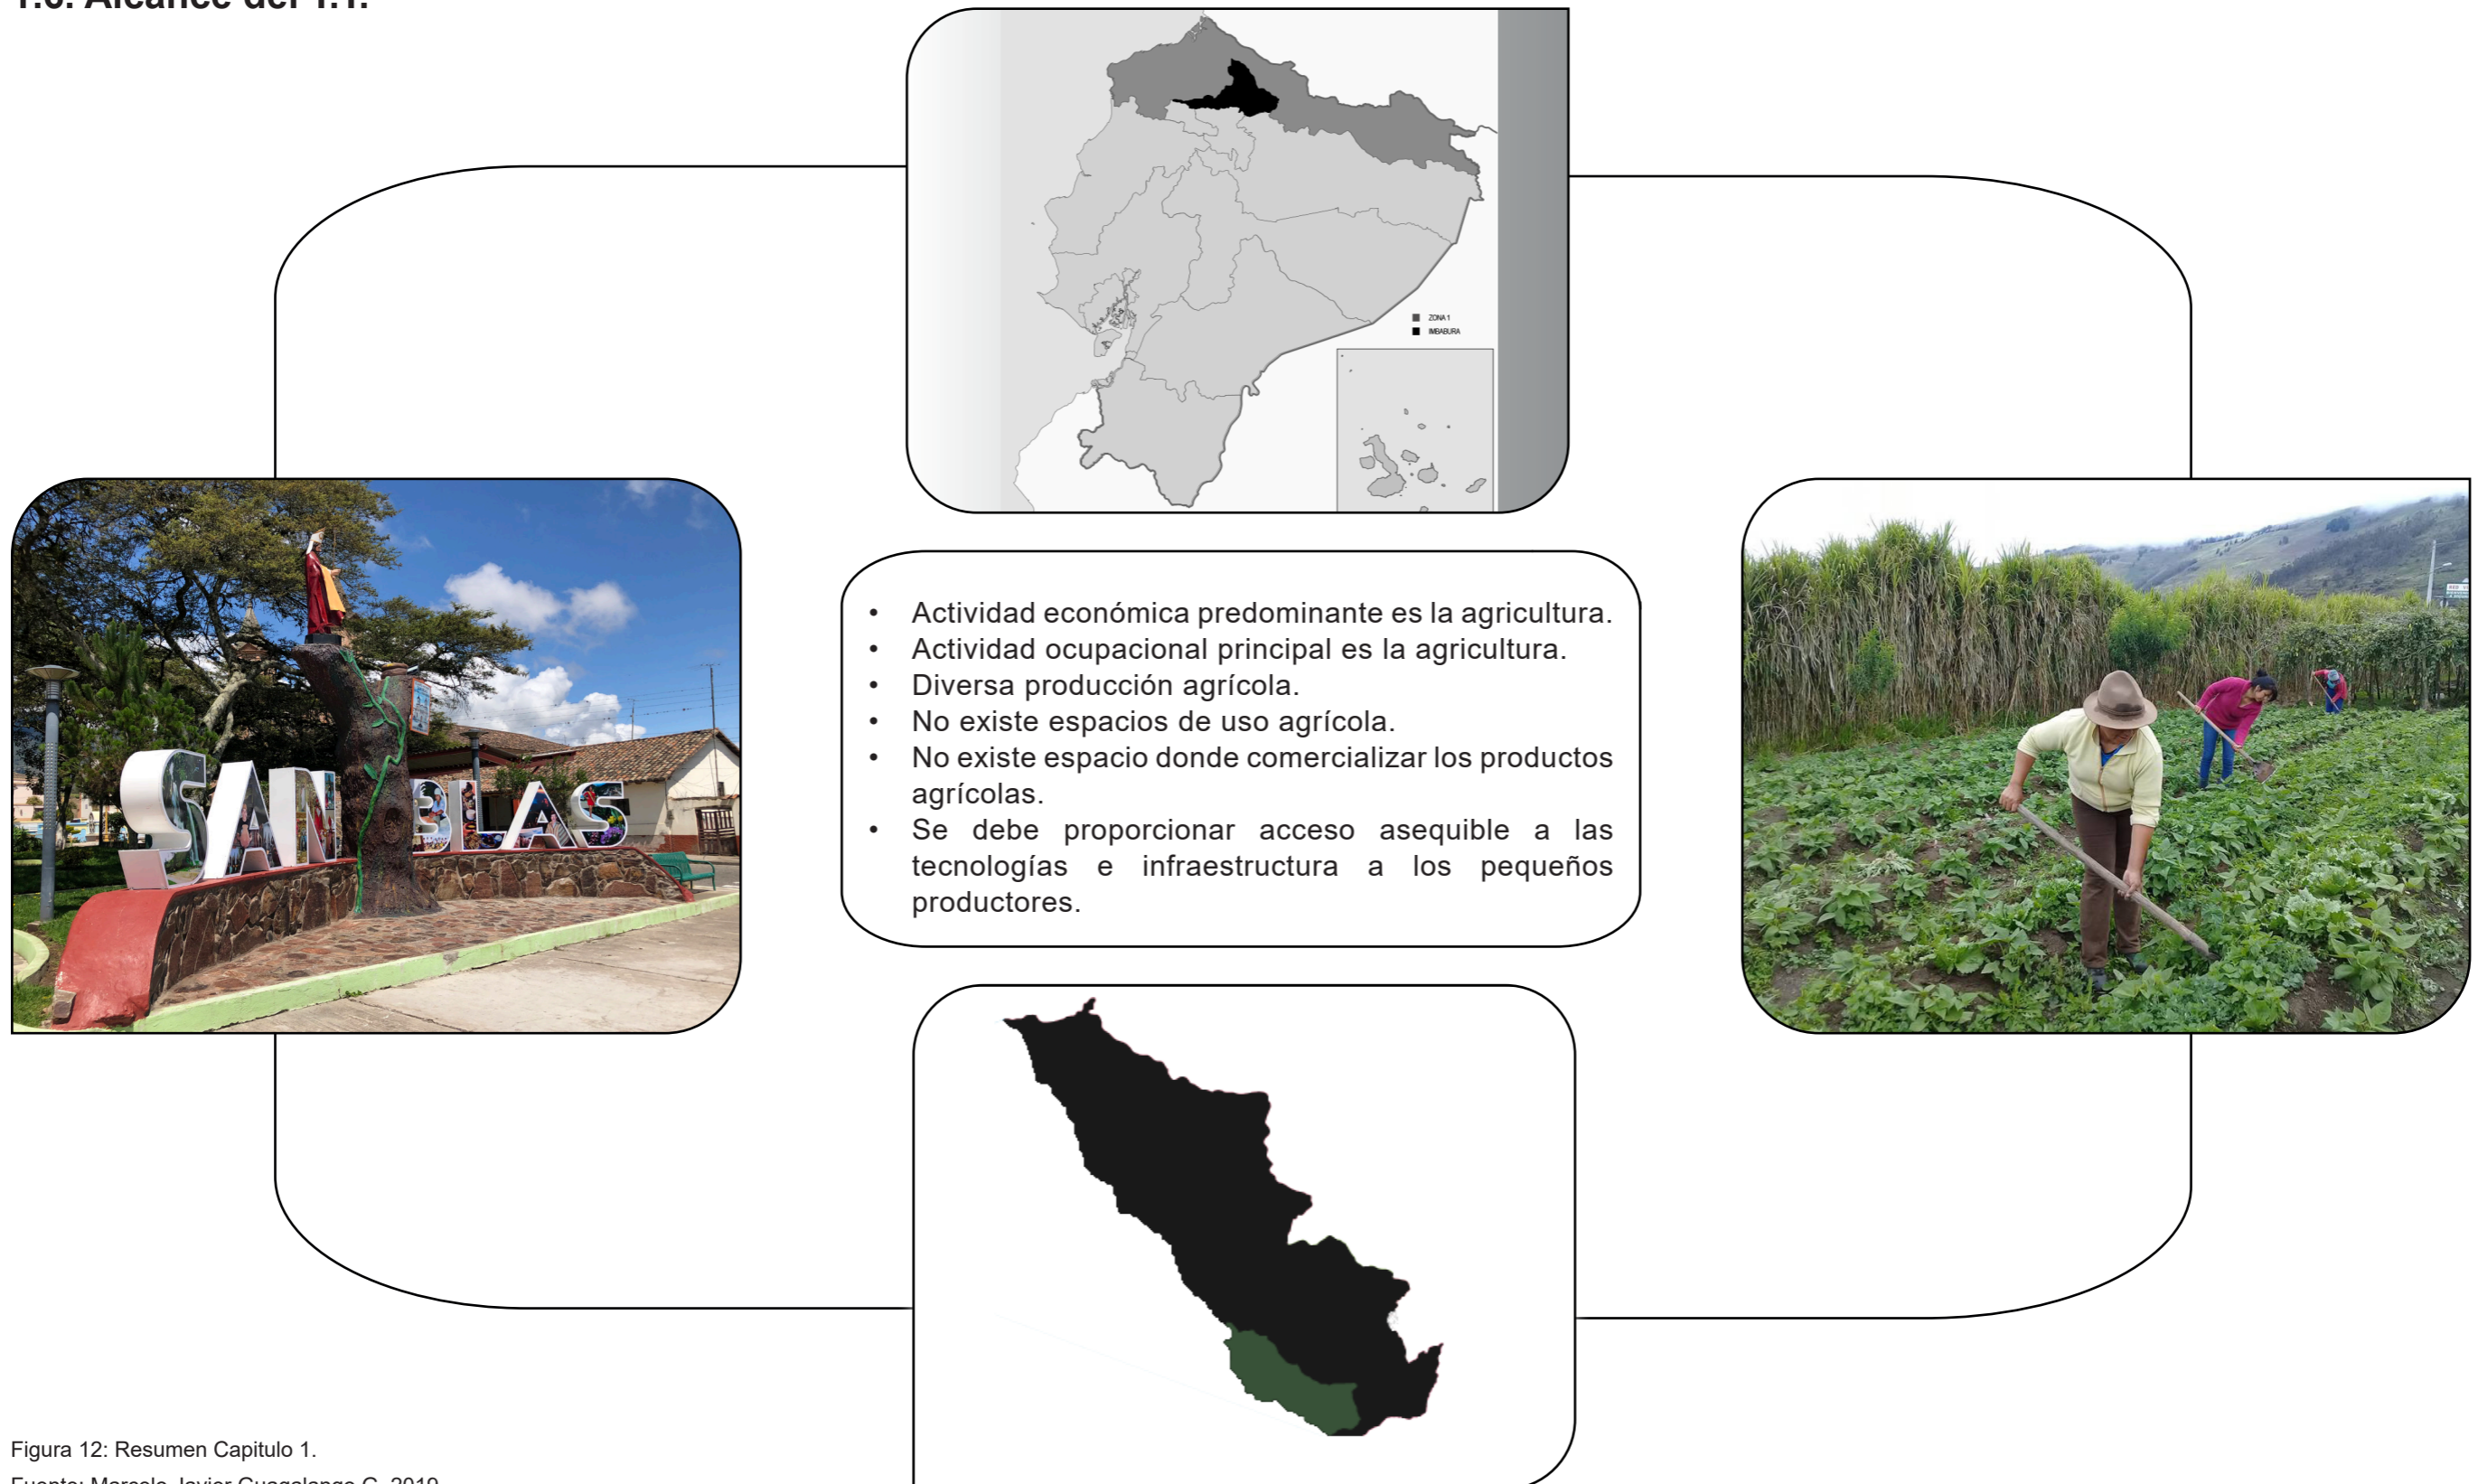 1.6. Alcance del T.T.
ZONA 1
IMBABURA
SAN BLAS
• Actividad económica predominante es la agricultura.
• Actividad ocupacional principal es la agricultura.
• Diversa producción agrícola.
• No existe espacios de uso agrícola.
• No existe espacio donde comercializar los productos
agrícolas.
• Se debe proporcionar acceso asequible a las
tecnologías e infraestructura a los pequeños
productores.
Figura 12: Resumen Capitulo 1.
Fuente: Marcelo Javier Guagalango G. 2019